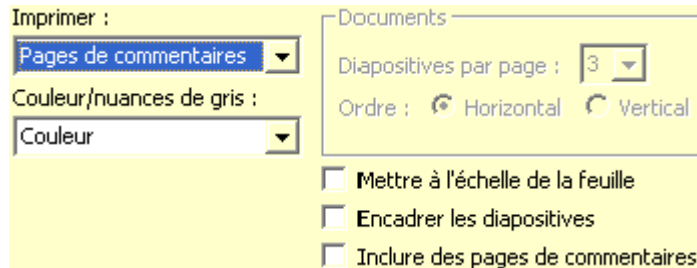 Imprimer :
Pages de commentaires
Couleur/nuances de gris :
Couleur
Documents
Diapositives par page : 3
Ordre : Horizontal Vertical
Mettre à l'échelle de la feuille
Encadrer les diapositives
Inclure des pages de commentaires